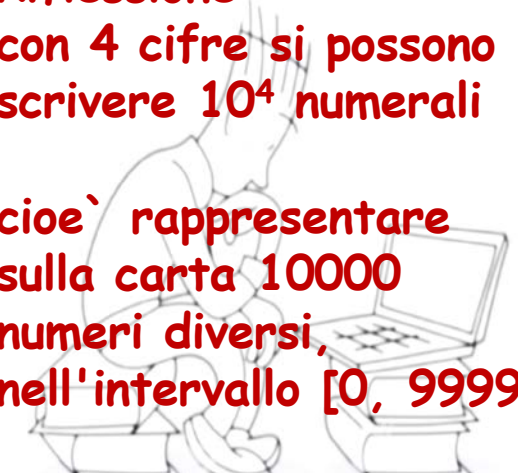 con 4 cifre si possono
scrivere 10⁴ numerali
cioe` rappresentare
sulla carta 10000
numeri diversi,
nell'intervallo [0, 9999